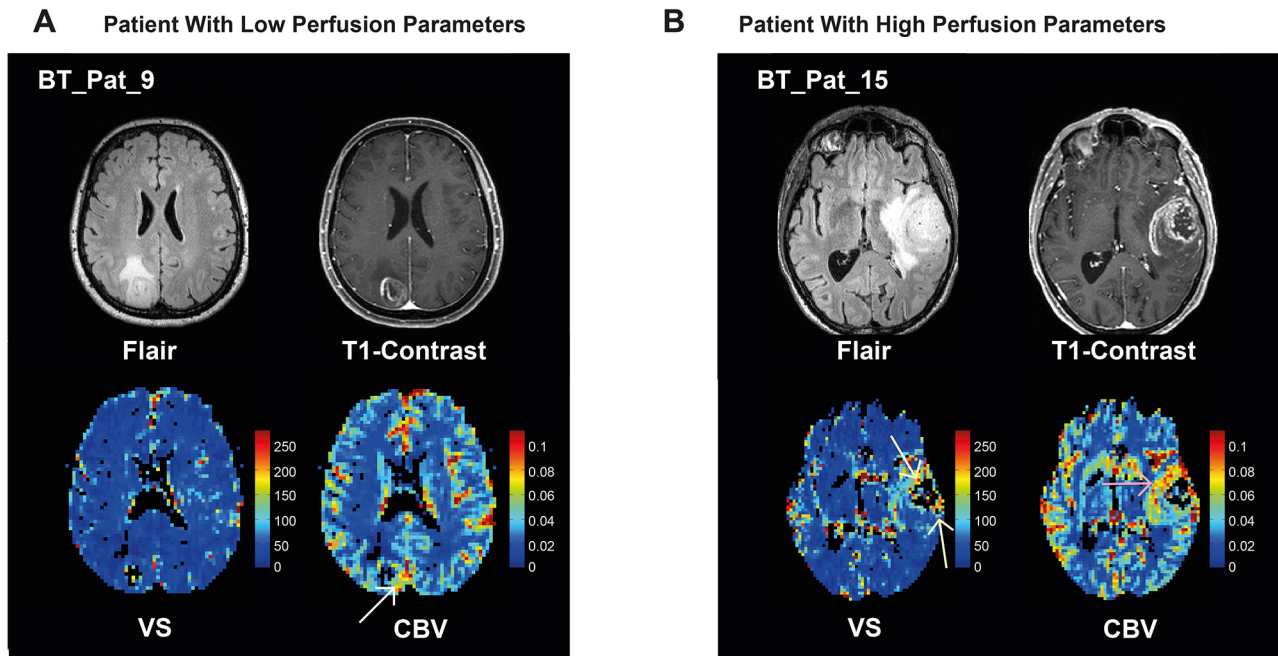 A Patient With Low Perfusion Parameters
BT_Pat_9
Flair
T1-Contrast
250
200
150
100
50
0
VS
0.1
0.08
0.06
0.04
0.02
0
CBV
B Patient With High Perfusion Parameters
BT_Pat_15
Flair
T1-Contrast
250
200
150
100
50
0
VS
0.1
0.08
0.06
0.04
0.02
0
CBV